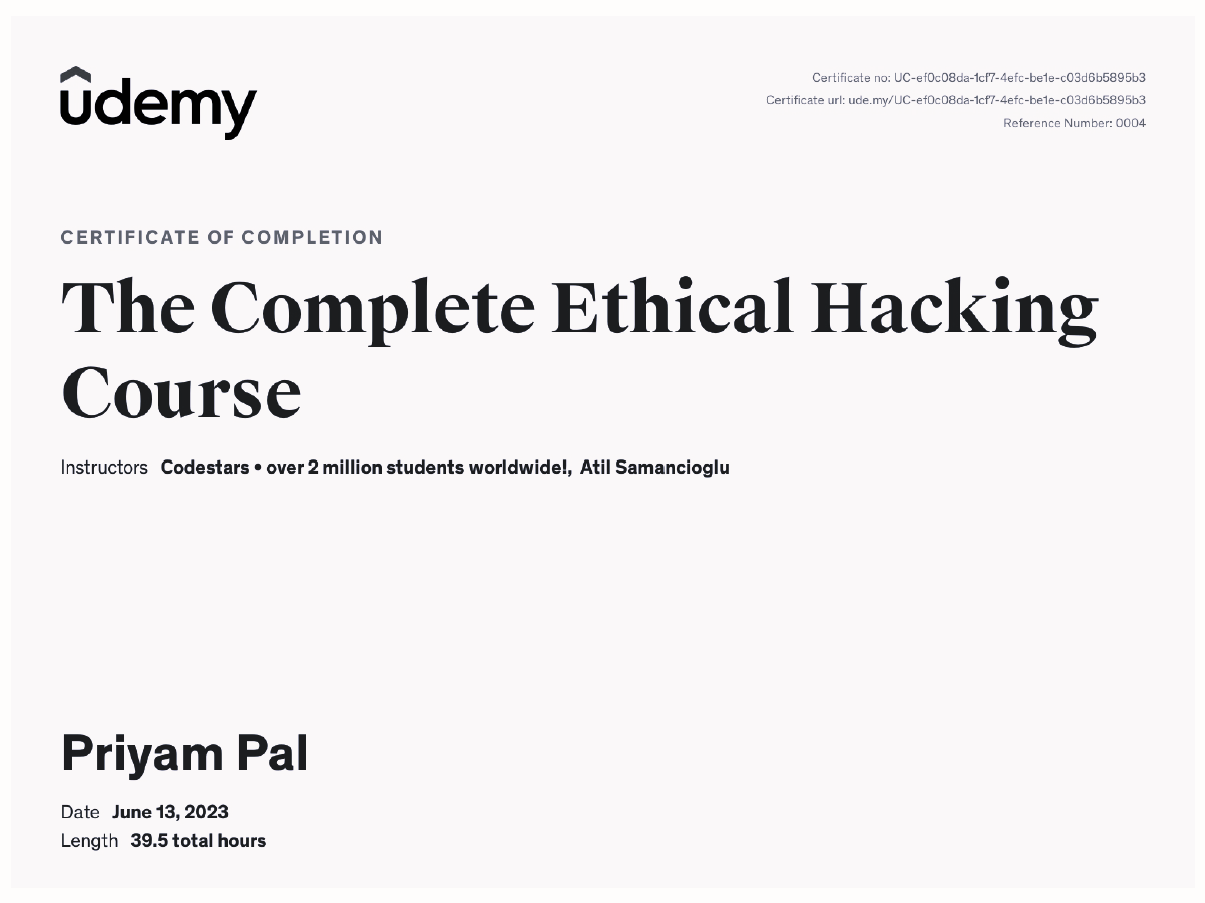 udemy
Certificate no: UC-ef0c08da-1cf7-4efc-be1e-c03d6b5895b3
Certificate url: ude.my/UC-ef0c08da-1cf7-4efc-be1e-c03d6b5895b3
Reference Number: 0004
CERTIFICATE OF COMPLETION
The Complete Ethical Hacking
Course
Instructors Codestars • over 2 million students worldwide!, Atil Samancioglu
Priyam Pal
Date June 13, 2023
Length 39.5 total hours